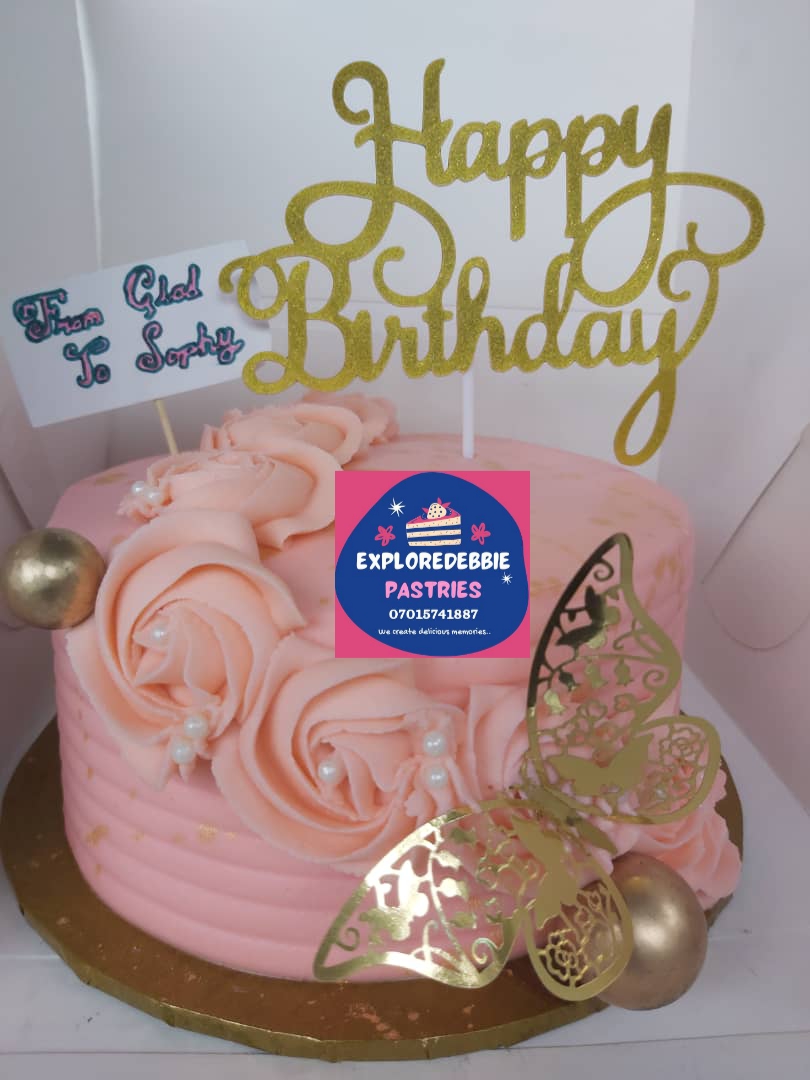 Happy
Birthday
From Glad
To Sophy
EXPLOREDEBBIE
PASTRIES
07015741887
We create delicious memories..